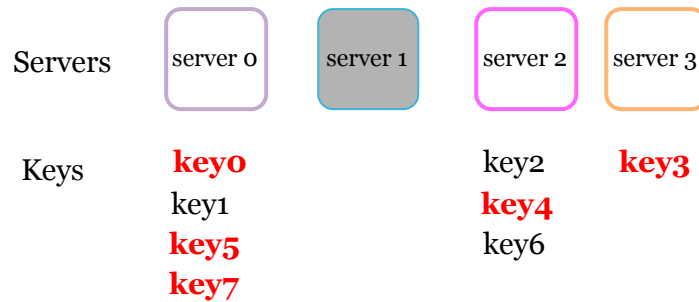 Servers server 0 server 1 server 2 server 3
Keys key0 key2 key3
key1 key4
key5 key6
key7